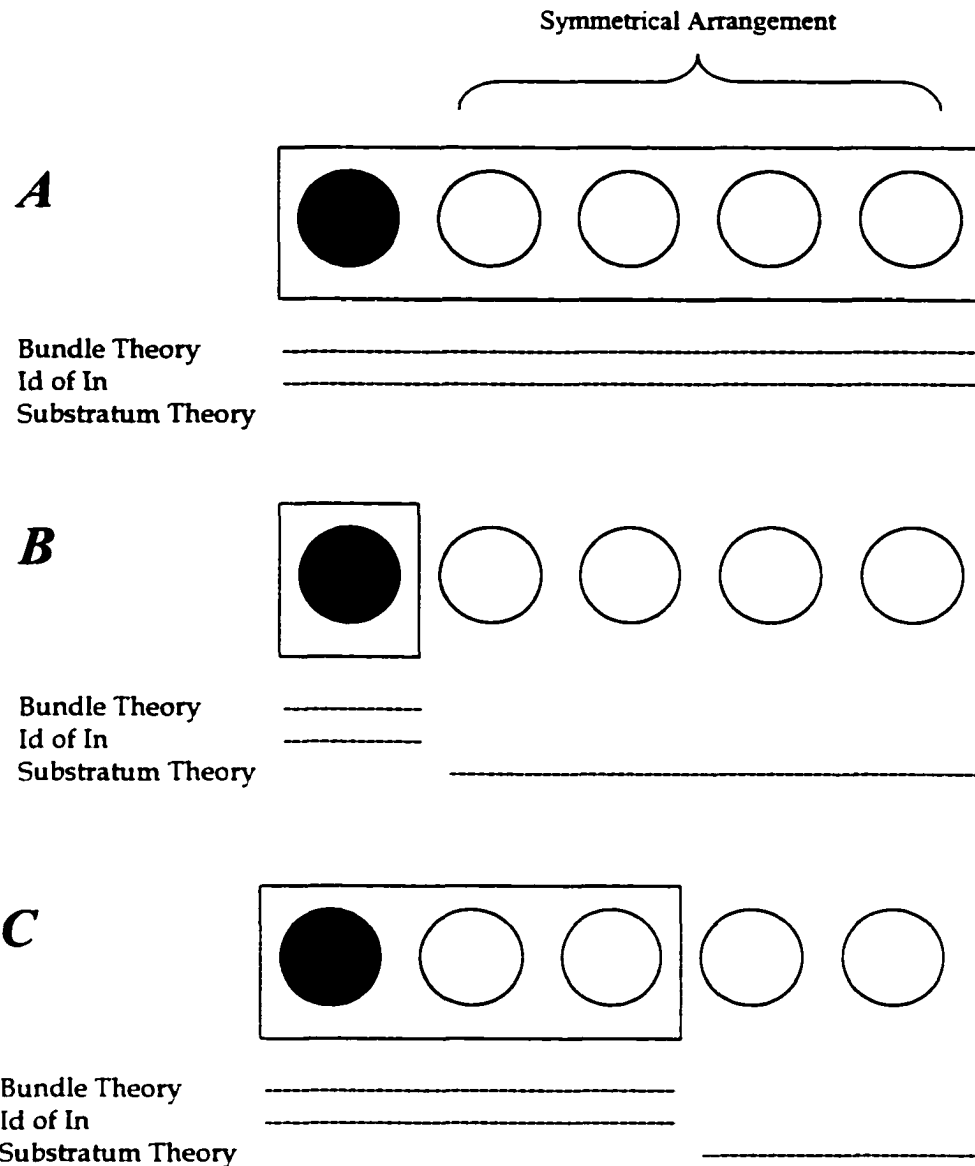 Symmetrical Arrangement
A
Bundle Theory
Id of In
Substratum Theory
B
Bundle Theory
Id of In
Substratum Theory
C
Bundle Theory
Id of In
Substratum Theory